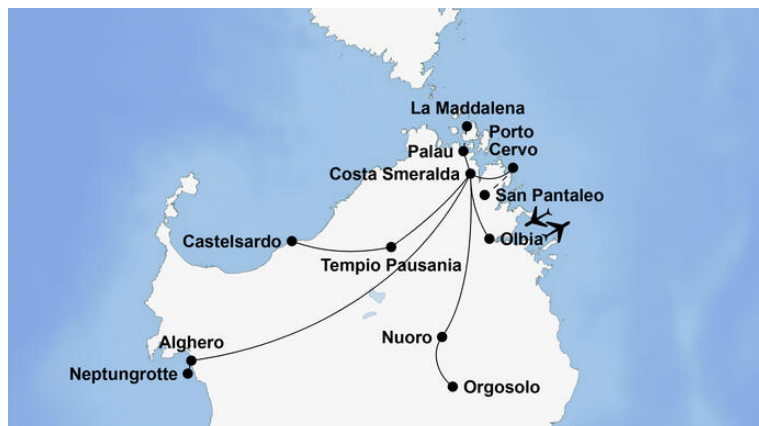 La Maddalena
Porto
Cervo
Palau
Costa Smeralda
San Pantaleo
Castelsardo
Olbia
Tempio Pausania
Nuoro
Alghero
Neptungrotte
Orgosolo